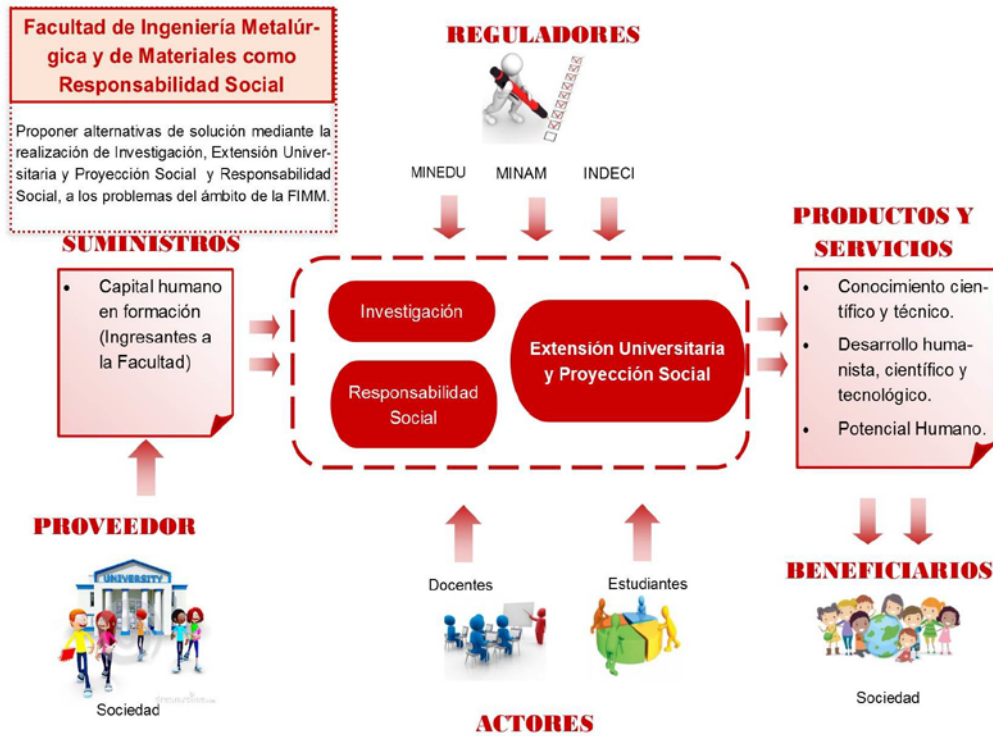 Facultad de Ingeniería Metalúr-
gica y de Materiales como
Responsabilidad Social
Proponer alternativas de solución mediante la
realización de Investigación, Extensión Univer-
sitaria y Proyección Social y Responsabilidad
Social, a los problemas del ámbito de la FIMM.
REGULADORES
MINEDU MINAM INDECI
SUMINISTROS
• Capital humano
en formación
(Ingresantes a
la Facultad)
Investigación
Responsabilidad
Social
Extensión Universitaria
y Proyección Social
PRODUCTOS Y
SERVICIOS
• Conocimiento cien-
tífico y técnico.
• Desarrollo huma-
nista, científico y
tecnológico.
• Potencial Humano.
PROVEEDOR
UNIVERSITY
Sociedad
Docentes
Estudiantes
ACTORES
BENEFICIARIOS
Sociedad